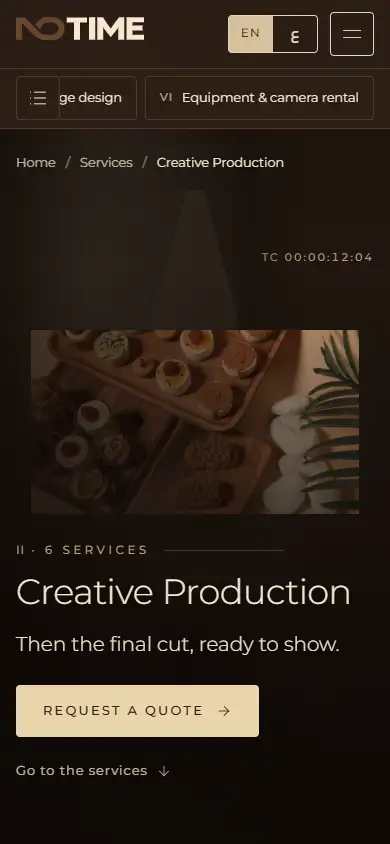 NOTIME
EN ع
ge design
VI Equipment & camera rental
Home / Services / Creative Production
TC 00:00:12:04
II · 6 SERVICES
Creative Production
Then the final cut, ready to show.
REQUEST A QUOTE →
Go to the services ↓